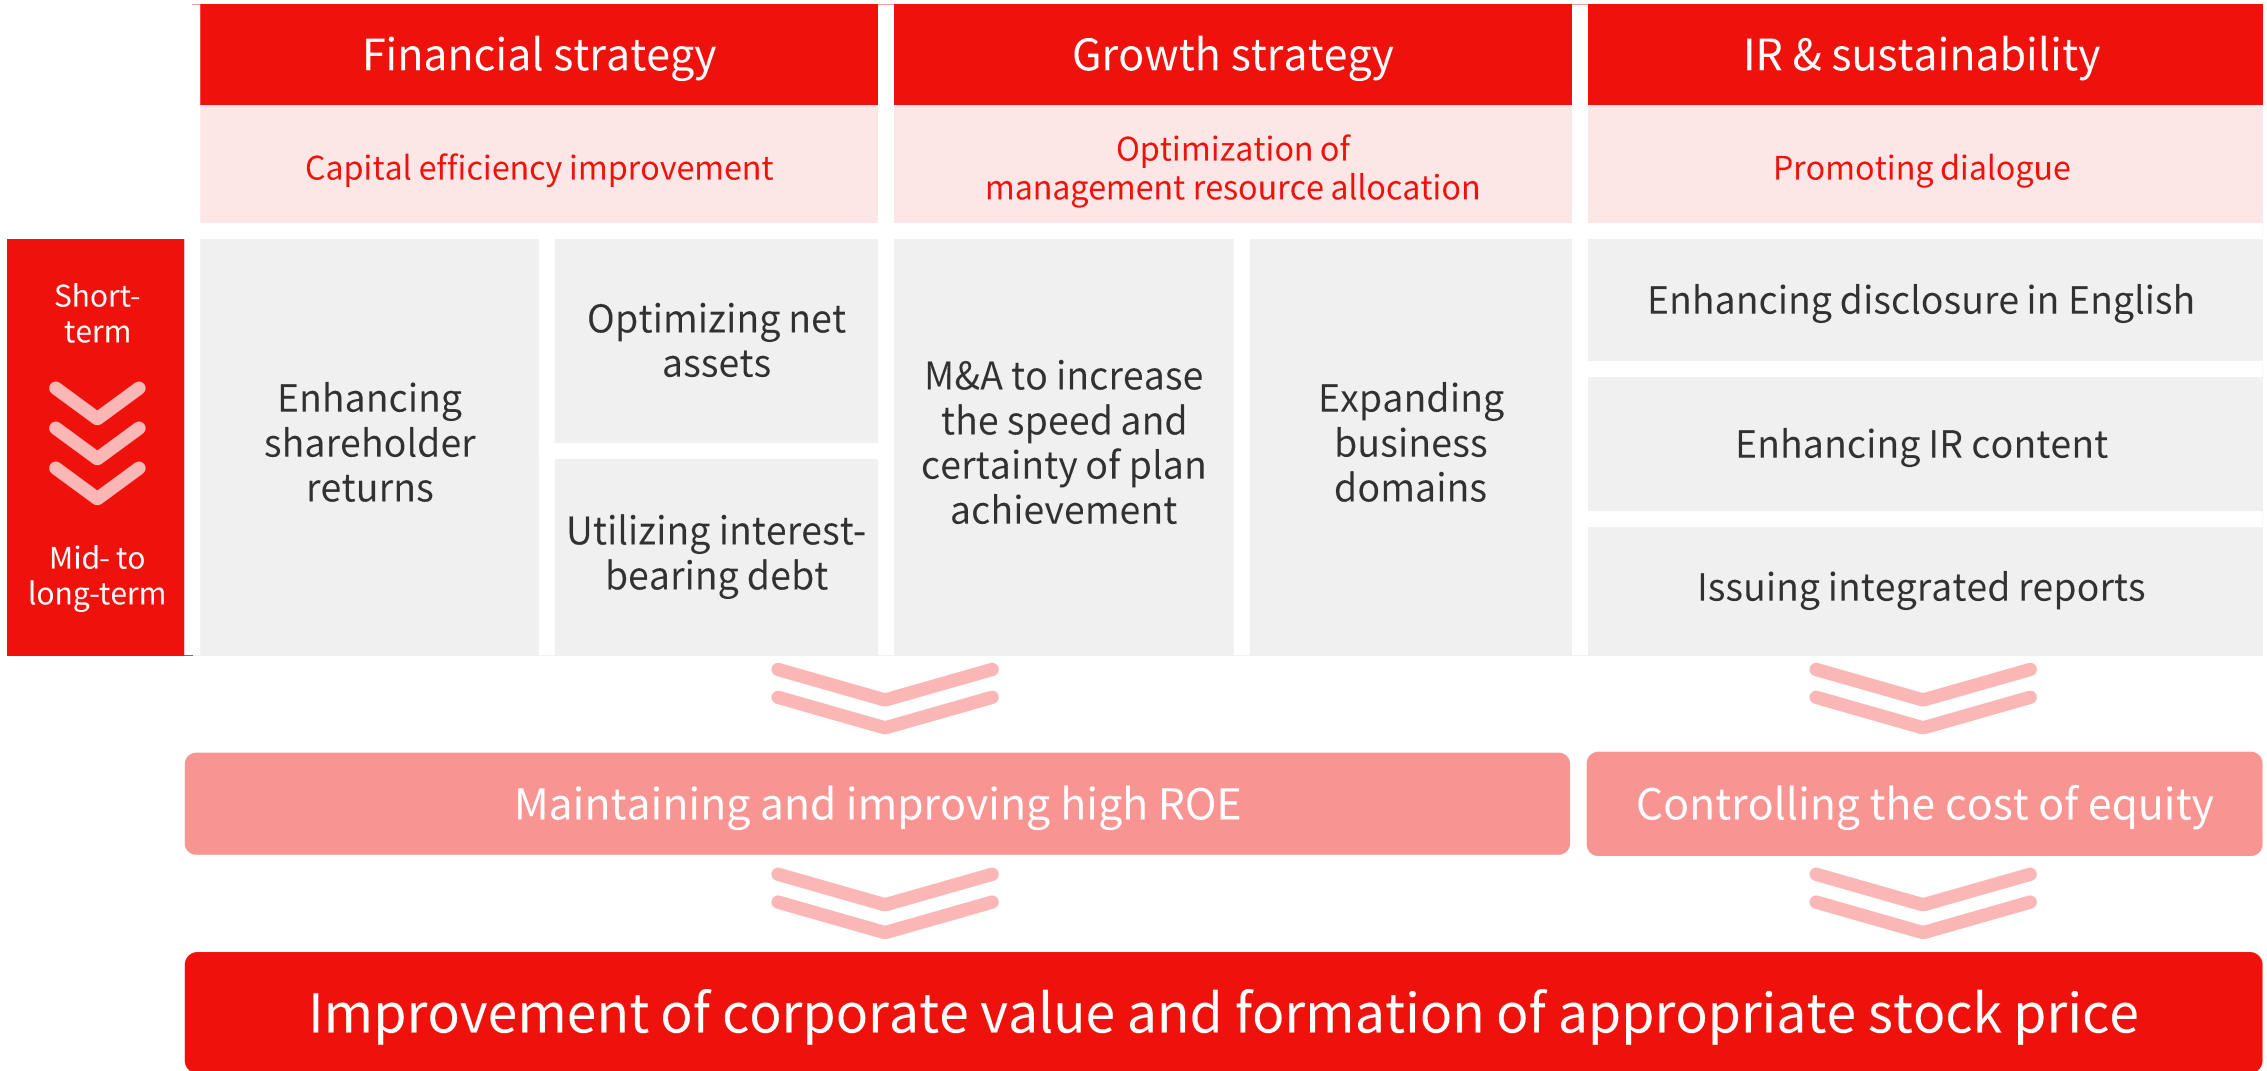 Financial strategy
Growth strategy
IR & sustainability
Capital efficiency improvement
Optimization of
management resource allocation
Promoting dialogue
Short-
term
Mid- to
long-term
Enhancing
shareholder
returns
Optimizing net
assets
Utilizing interest-
bearing debt
M&A to increase
the speed and
certainty of plan
achievement
Expanding
business
domains
Enhancing disclosure in English
Enhancing IR content
Issuing integrated reports
Maintaining and improving high ROE
Controlling the cost of equity
Improvement of corporate value and formation of appropriate stock price